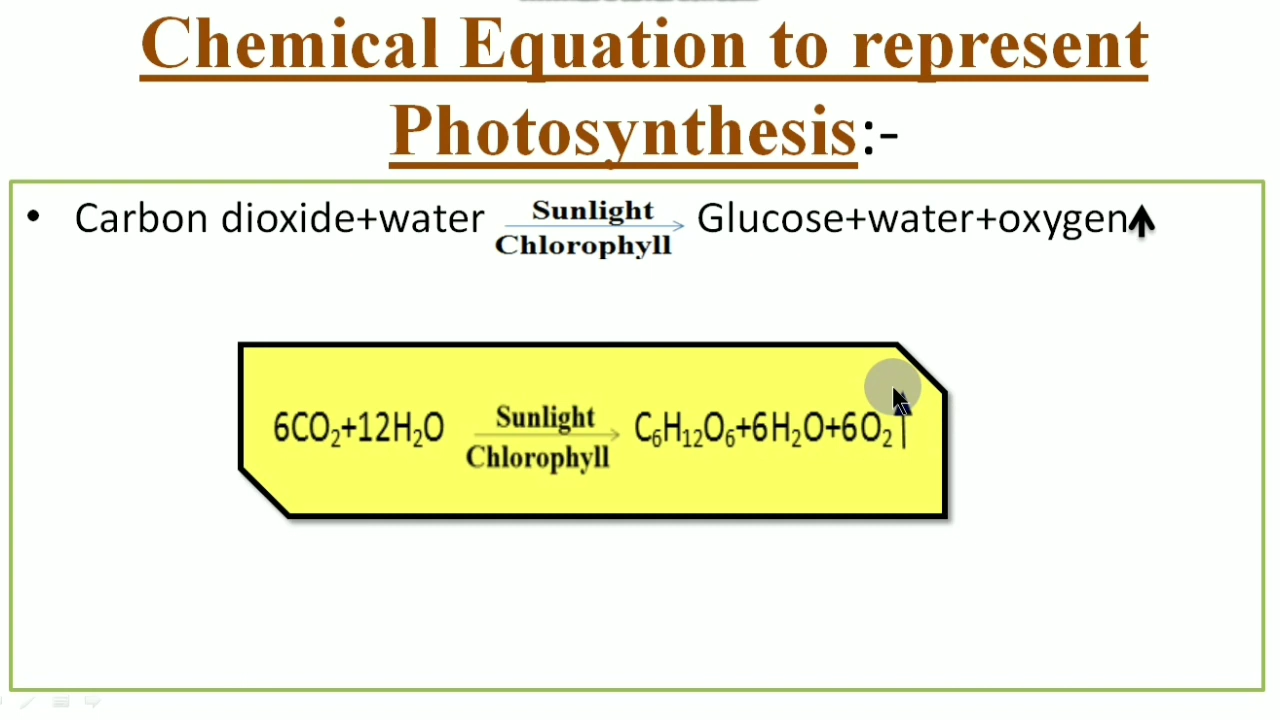 Chemical Equation to represent
Photosynthesis:-
• Carbon dioxide+water Sunlight Chlorophyll → Glucose+water+oxygen↑
6CO₂+12H₂O Sunlight Chlorophyll → C₆H₁₂O₆+6H₂O+6O₂↑